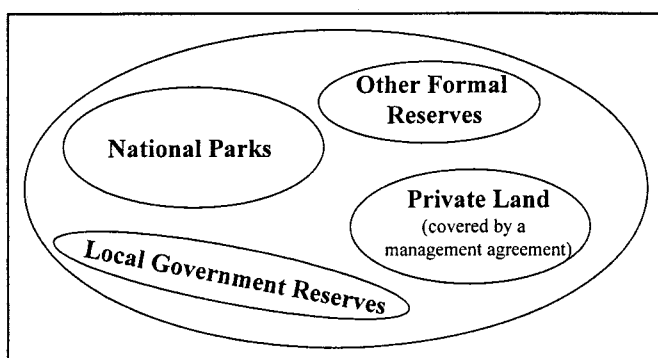 Other Formal
Reserves
National Parks
Private Land
(covered by a
management agreement)
Local Government Reserves